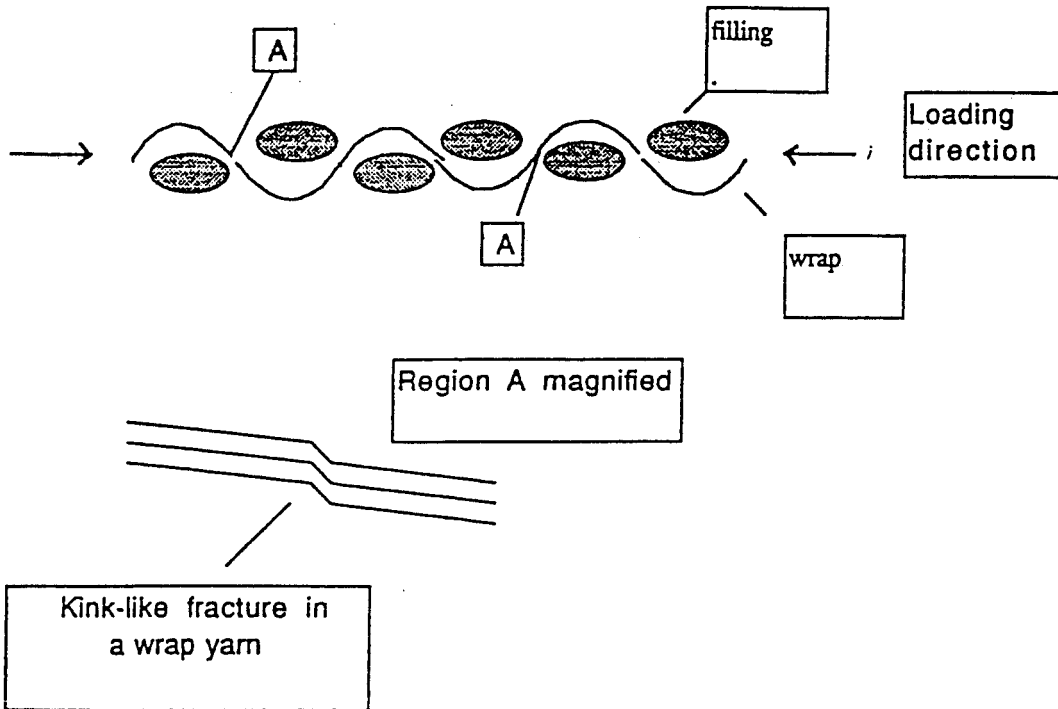 filling
A
Loading
direction
i
A
wrap
Region A magnified
Kink-like fracture in
a wrap yarn